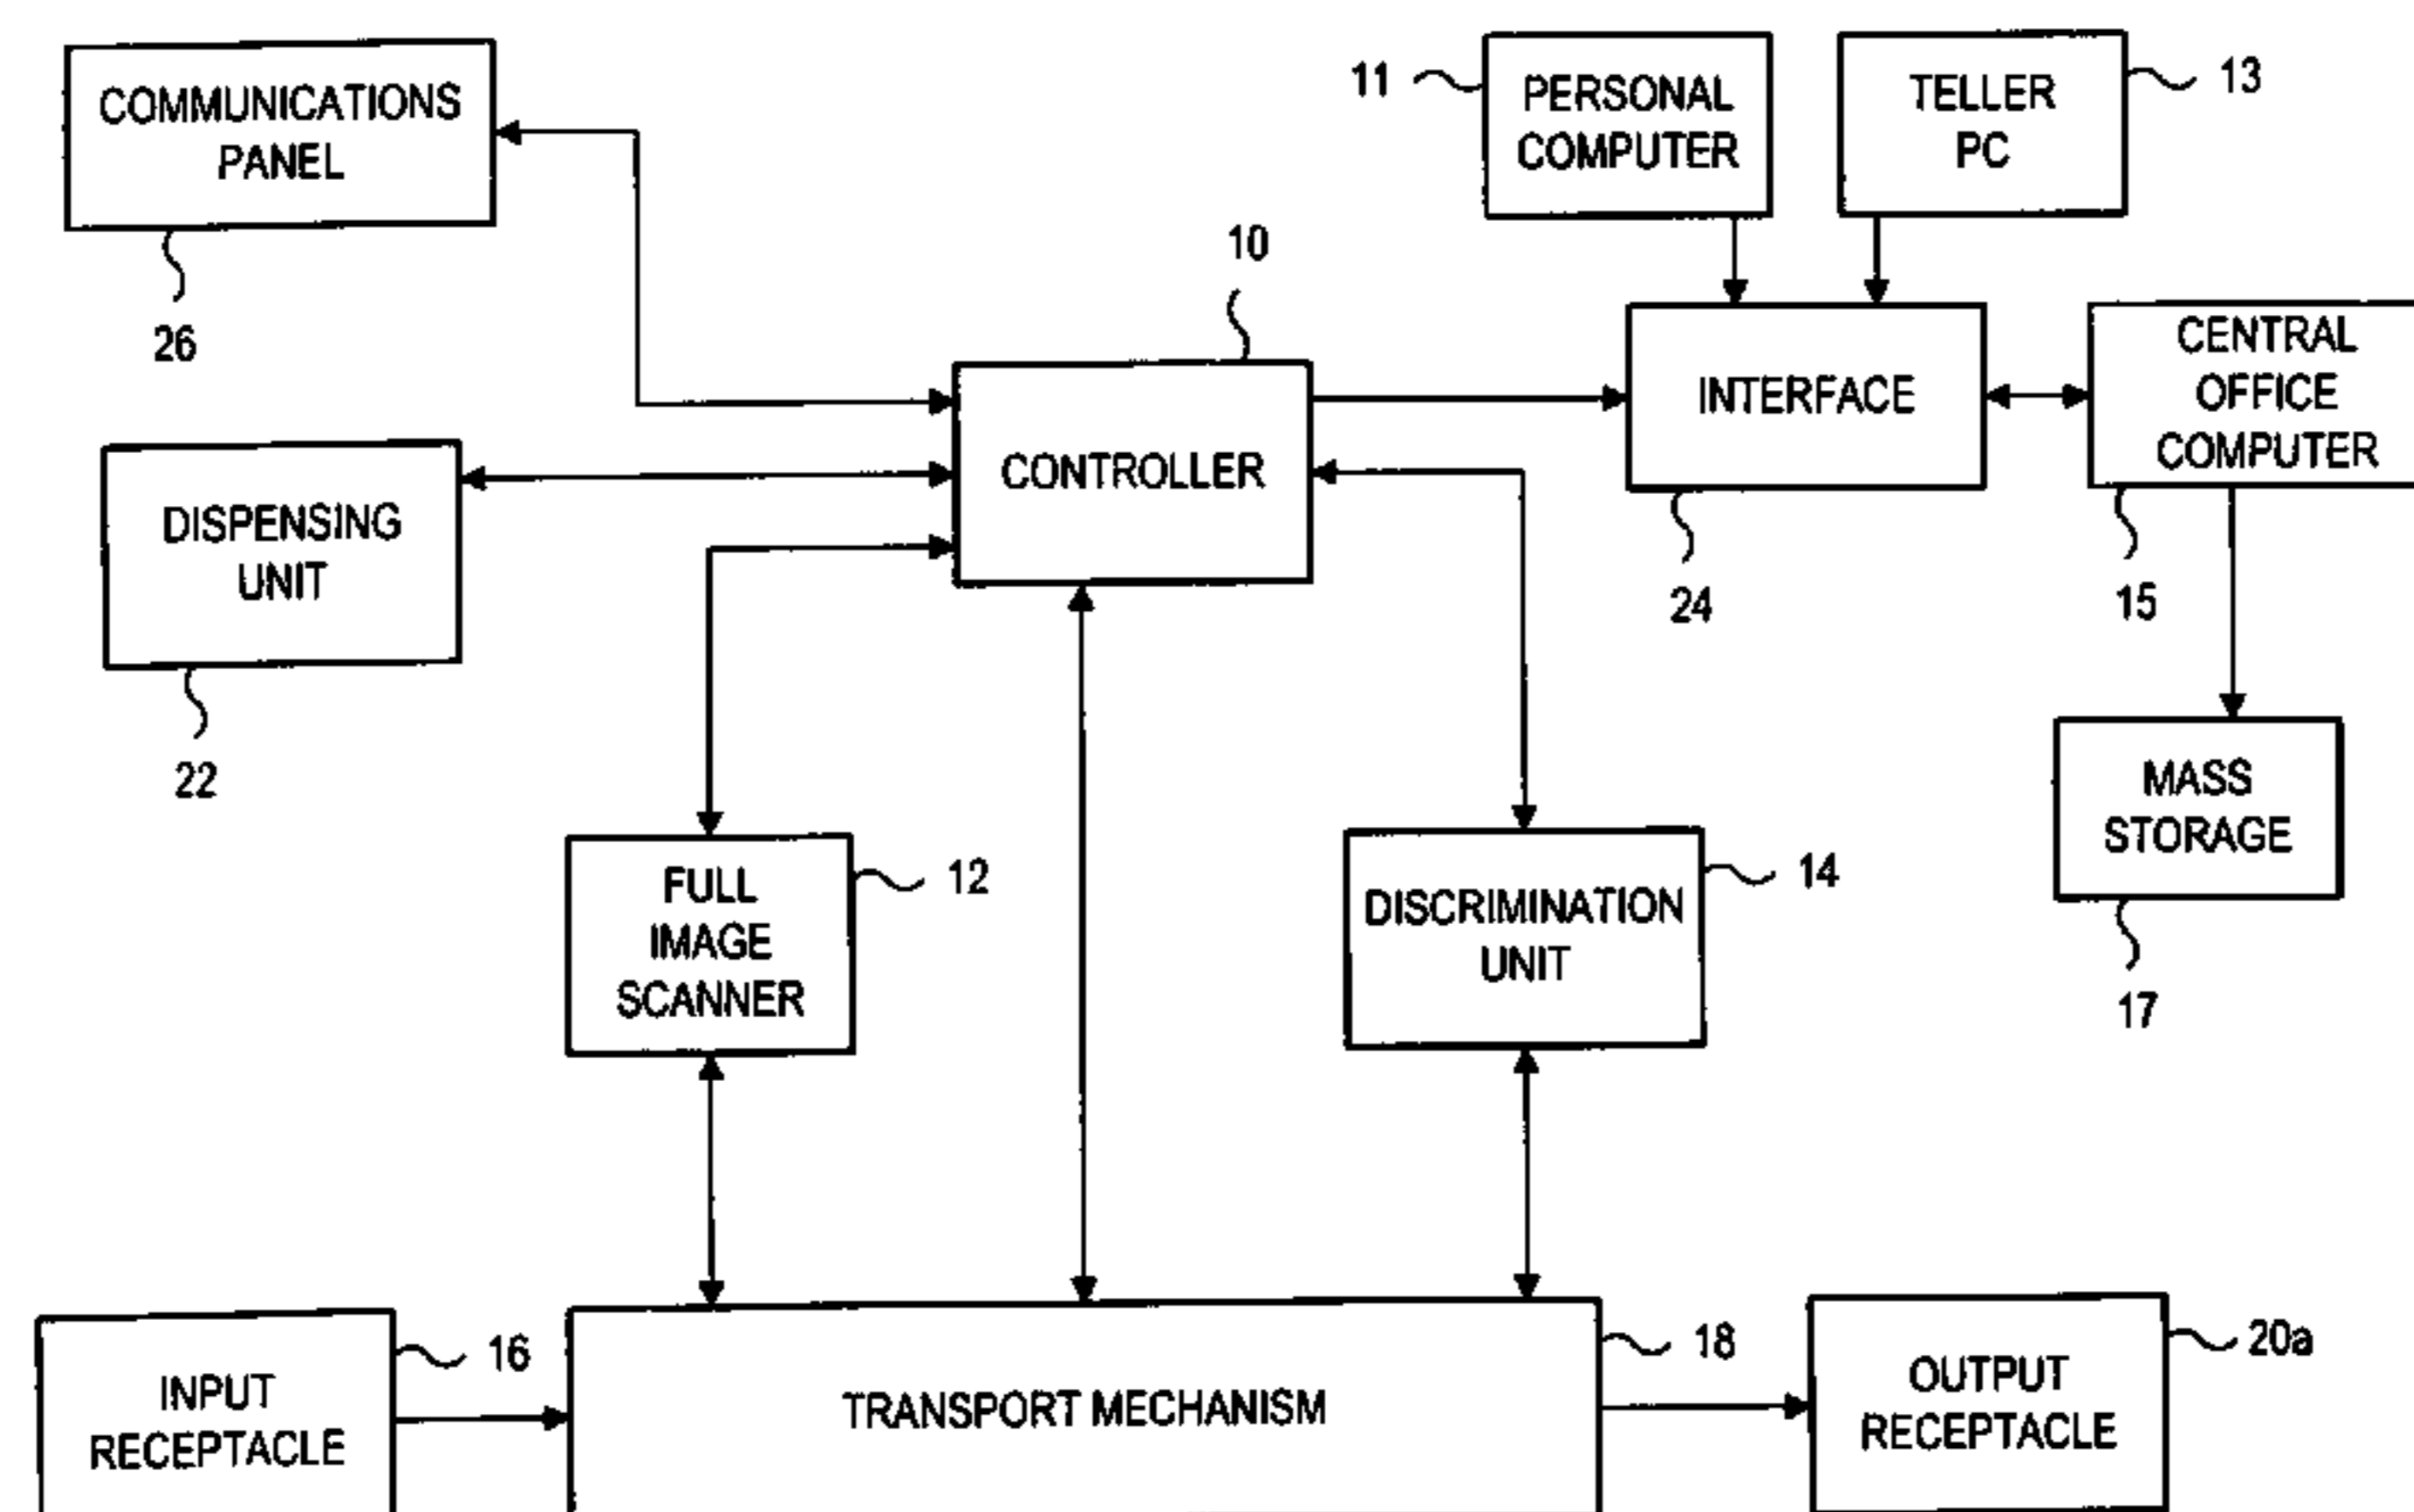 COMMUNICATIONS
PANEL
26
11
PERSONAL
COMPUTER
TELLER
PC
13
10
CONTROLLER
INTERFACE
24
CENTRAL
OFFICE
COMPUTER
15
DISPENSING
UNIT
22
MASS
STORAGE
17
FULL
IMAGE
SCANNER
12
DISCRIMINATION
UNIT
14
INPUT
RECEPTACLE
16
TRANSPORT MECHANISM
18
OUTPUT
RECEPTACLE
20a